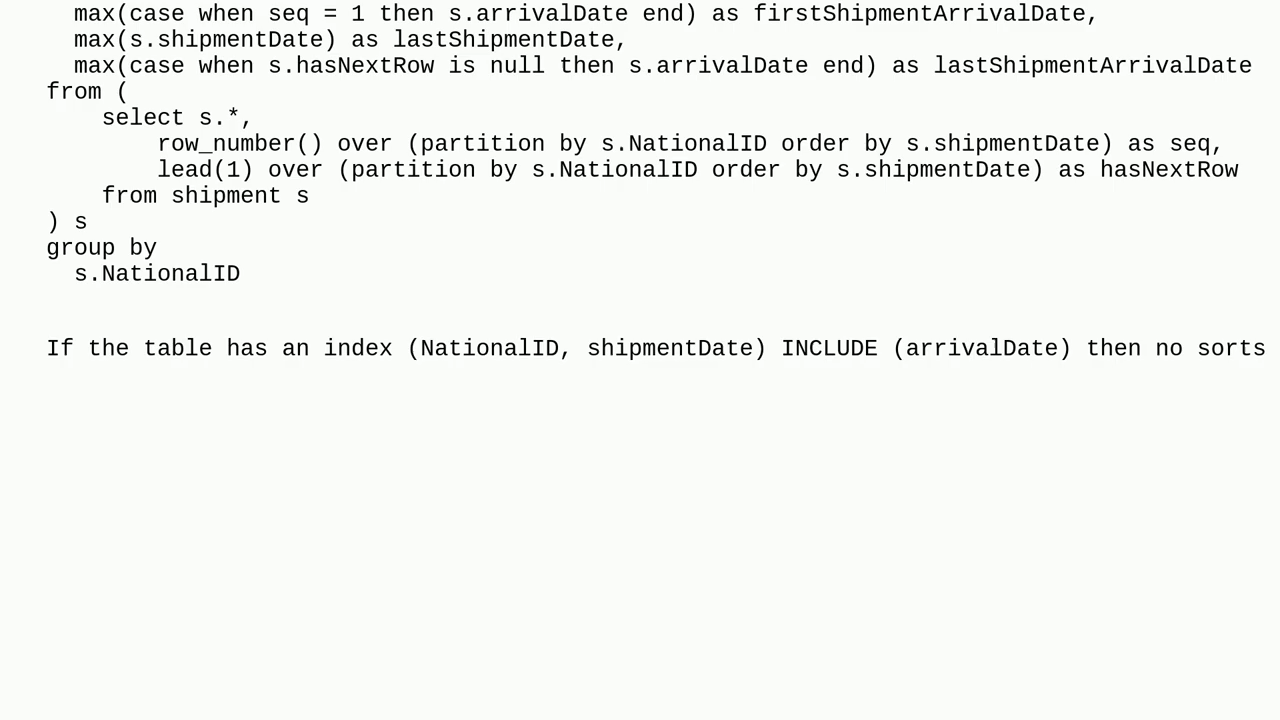 max(case when seq = 1 then s.arrivalDate end) as firstShipmentArrivalDate,
max(s.shipmentDate) as lastShipmentDate,
max(case when s.hasNextRow is null then s.arrivalDate end) as lastShipmentArrivalDate
from (
select s.*,
row_number() over (partition by s.NationalID order by s.shipmentDate) as seq,
lead(1) over (partition by s.NationalID order by s.shipmentDate) as hasNextRow
from shipment s
) s
group by
s.NationalID
If the table has an index (NationalID, shipmentDate) INCLUDE (arrivalDate) then no sorts